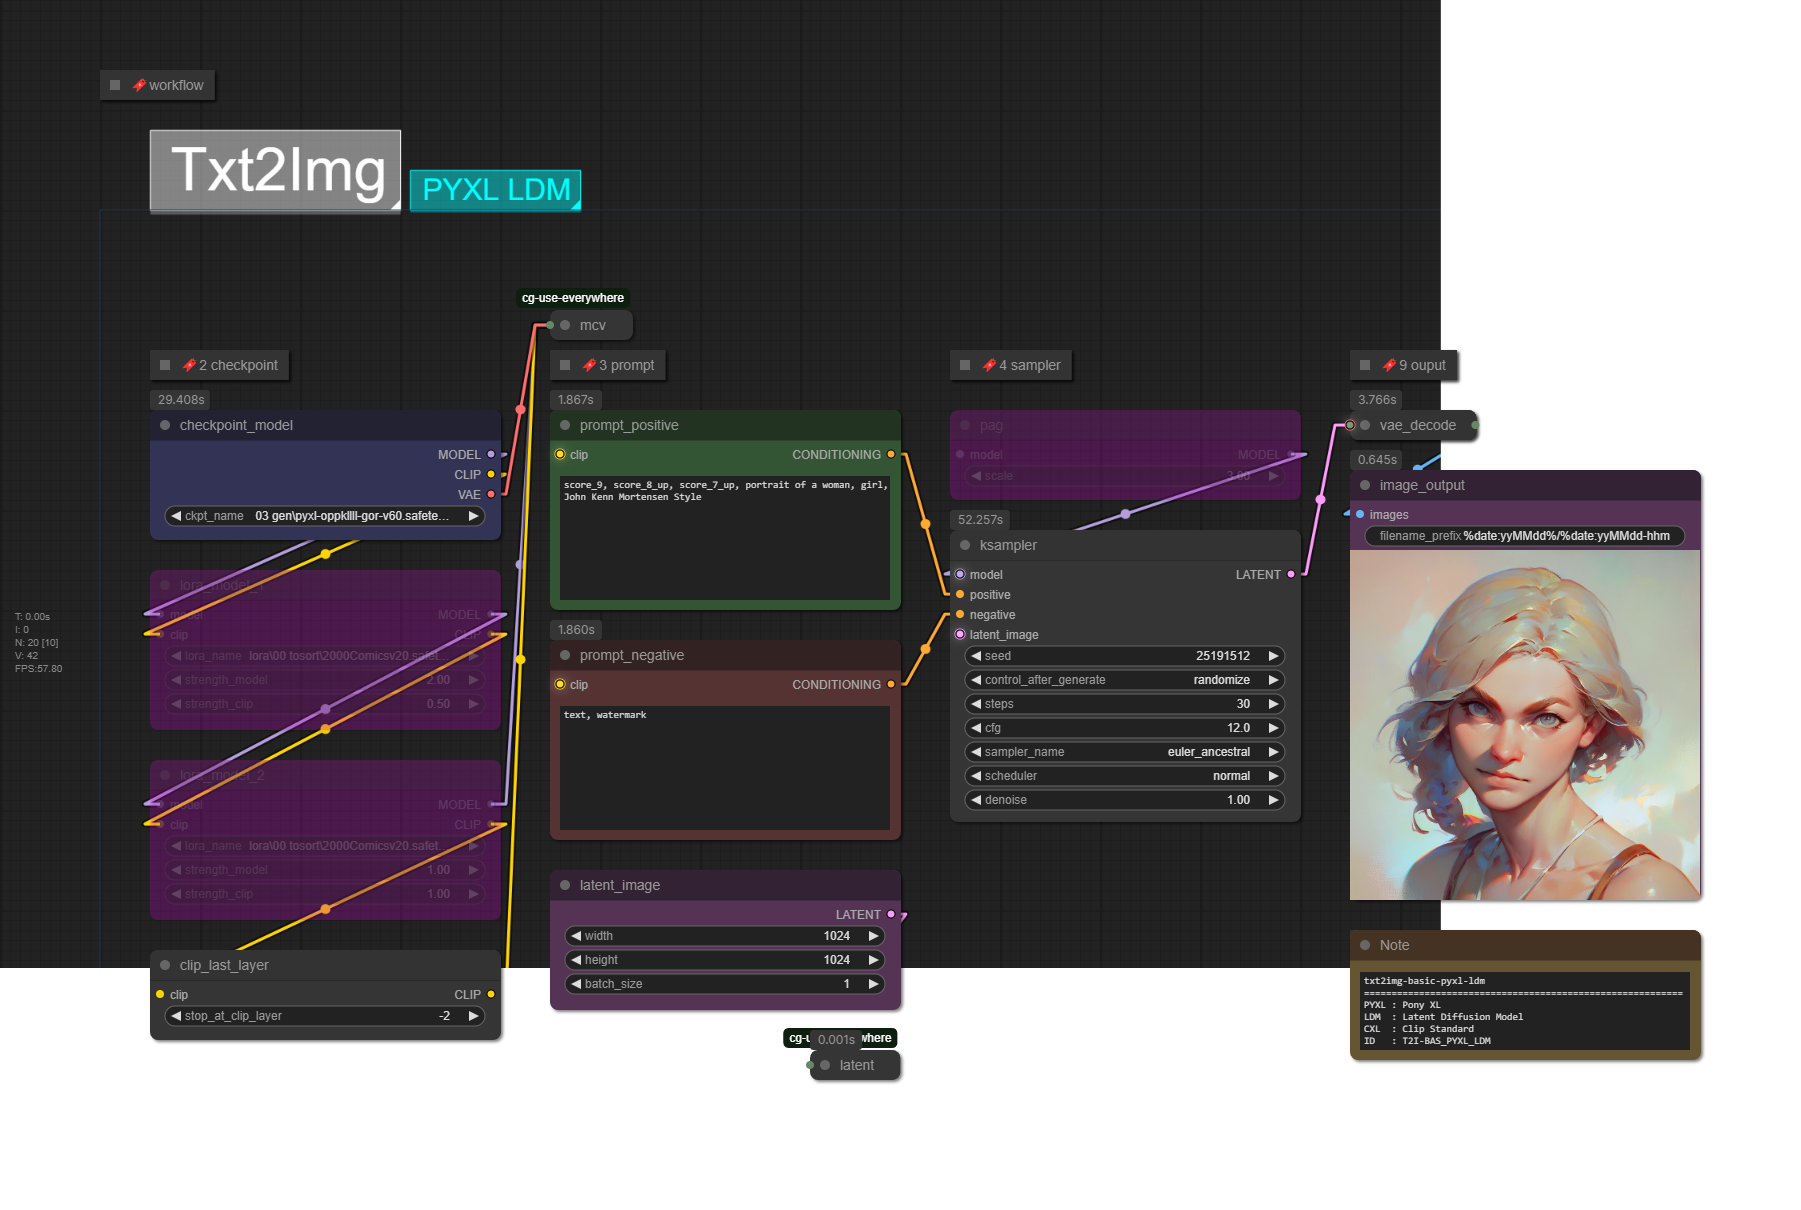 workflow
Txt2Img
PYXL LDM
cg-use-everywhere
mcv
2 checkpoint
3 prompt
4 sampler
9 ouput
29.408s
checkpoint_model
MODEL
CLIP
VAE
ckpt_name 03 gen\pyxl-oppkllll-gor-v60.safete...
lora_model_1
model MODEL
clip CLIP
lora_name lora\00 tosort\2000Comicsv20.safet...
strength_model 2.00
strength_clip 0.50
lora_model_2
model MODEL
clip CLIP
lora_name lora\00 tosort\2000Comicsv20.safet...
strength_model 1.00
strength_clip 1.00
clip_last_layer
clip CLIP
stop_at_clip_layer -2
T: 0.00s
I: 0
N: 20 [10]
V: 42
FPS:57.80
1.867s
prompt_positive
clip CONDITIONING
score_9, score_8_up, score_7_up, portrait of a woman, girl,
John Kenn Mortensen Style
1.860s
prompt_negative
clip CONDITIONING
text, watermark
latent_image
LATENT
width 1024
height 1024
batch_size 1
0.001s
latent
pag
model MODEL
scale 3.00
52.257s
ksampler
model LATENT
positive
negative
latent_image
seed 25191512
control_after_generate randomize
steps 30
cfg 12.0
sampler_name euler_ancestral
scheduler normal
denoise 1.00
3.766s
vae_decode
0.645s
image_output
images
filename_prefix %date:yyMMdd%/%date:yyMMdd-hhm
Note
txt2img-basic-pyxl-ldm
==========================================================
PYXL : Pony XL
LDM : Latent Diffusion Model
CXL : Clip Standard
ID : T2I-BAS_PYXL_LDM